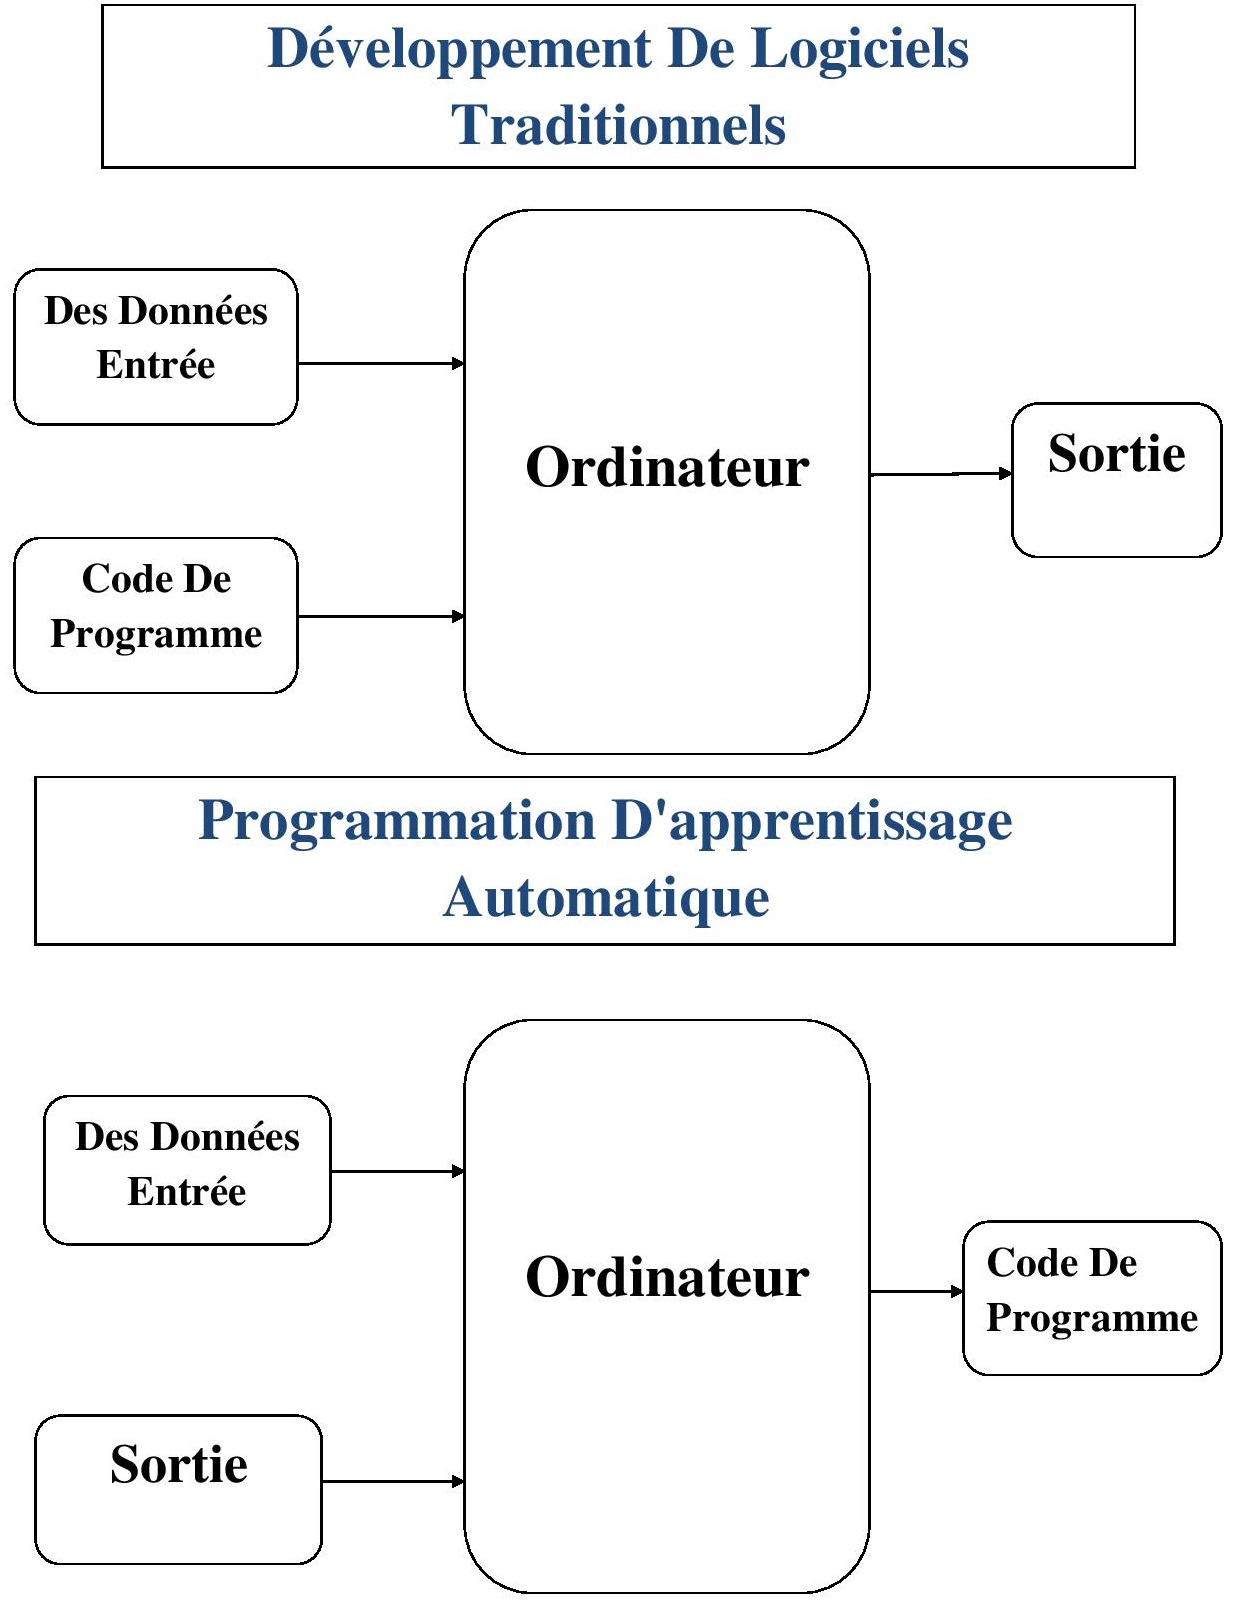 Développement De Logiciels
Traditionnels
Des Données
Entrée
Ordinateur
Sortie
Code De
Programme
Programmation D'apprentissage
Automatique
Des Données
Entrée
Ordinateur
Code De
Programme
Sortie